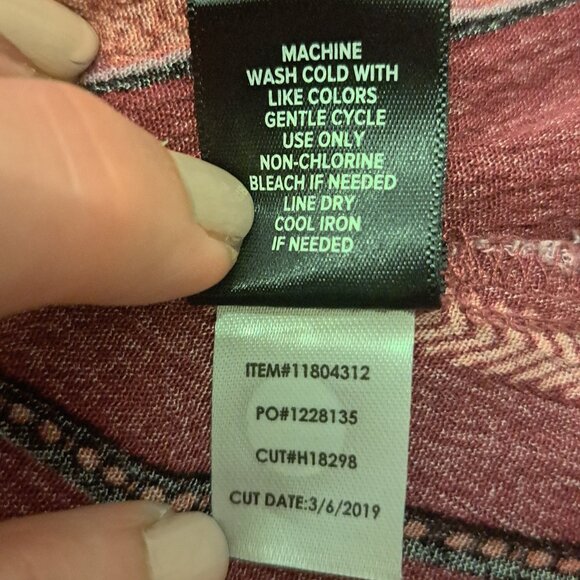 MACHINE
WASH COLD WITH
LIKE COLORS
GENTLE CYCLE
USE ONLY
NON-CHLORINE
BLEACH IF NEEDED
LINE DRY
COOL IRON
IF NEEDED
ITEM#11804312
PO#1228135
CUT#H18298
CUT DATE:3/6/2019